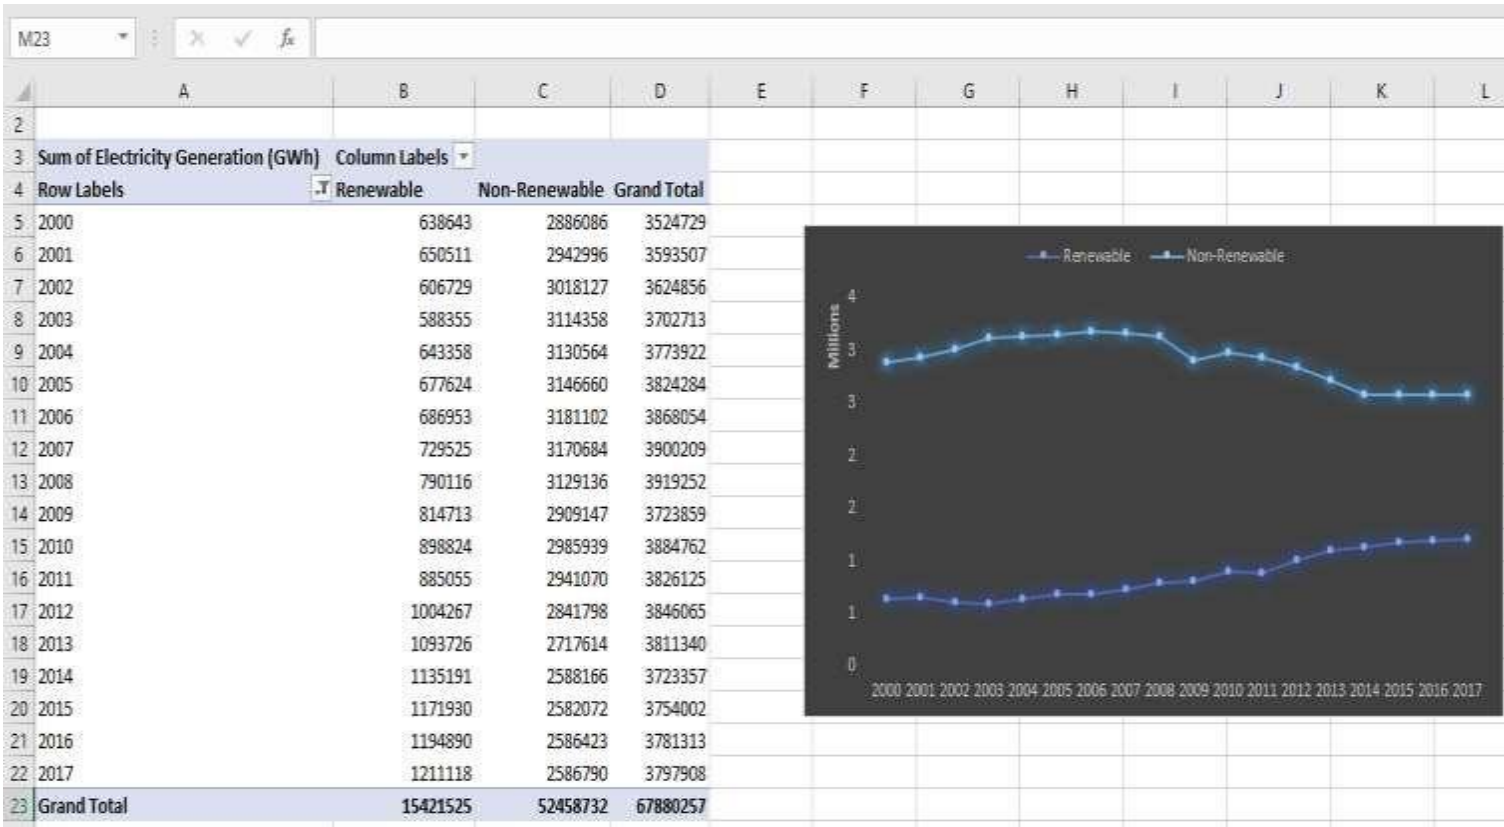 M23 fx
A B C D E F G H I J K L
2
3 Sum of Electricity Generation (GWh) Column Labels
4 Row Labels Renewable Non-Renewable Grand Total
5 2000 638643 2886086 3524729
6 2001 650511 2942996 3593507
7 2002 606729 3018127 3624856
8 2003 588355 3114358 3702713
9 2004 643358 3130564 3773922
10 2005 677624 3146660 3824284
11 2006 686953 3181102 3868054
12 2007 729525 3170684 3900209
13 2008 790116 3129136 3919252
14 2009 814713 2909147 3723859
15 2010 898824 2985939 3884762
16 2011 885055 2941070 3826125
17 2012 1004267 2841798 3846065
18 2013 1093726 2717614 3811340
19 2014 1135191 2588166 3723357
20 2015 1171930 2582072 3754002
21 2016 1194890 2586423 3781313
22 2017 1211118 2586790 3797908
23 Grand Total 15421525 52458732 67880257
Renewable Non-Renewable
Millions
4
3
3
2
2
1
1
0
2000 2001 2002 2003 2004 2005 2006 2007 2008 2009 2010 2011 2012 2013 2014 2015 2016 2017